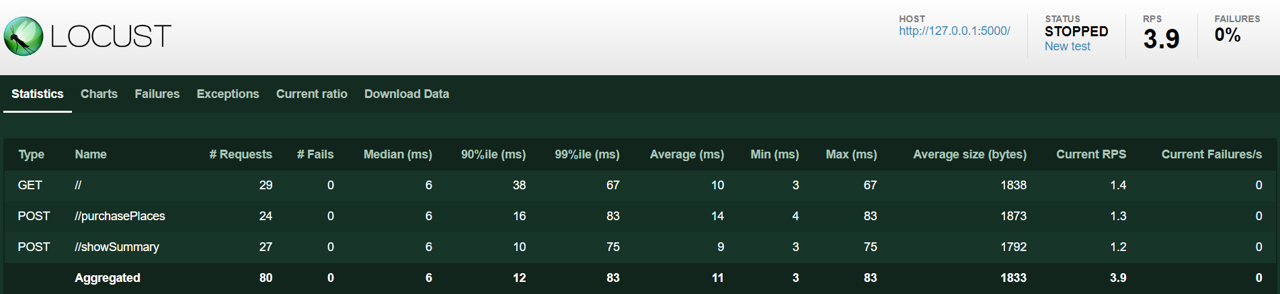 LOCUST
HOST
http://127.0.0.1:5000/
STATUS
STOPPED
New test
RPS
3.9
FAILURES
0%
Statistics Charts Failures Exceptions Current ratio Download Data
Type Name # Requests # Fails Median (ms) 90%ile (ms) 99%ile (ms) Average (ms) Min (ms) Max (ms) Average size (bytes) Current RPS Current Failures/s
GET // 29 0 6 38 67 10 3 67 1838 1.4 0
POST //purchasePlaces 24 0 6 16 83 14 4 83 1873 1.3 0
POST //showSummary 27 0 6 10 75 9 3 75 1792 1.2 0
Aggregated 80 0 6 12 83 11 3 83 1833 3.9 0